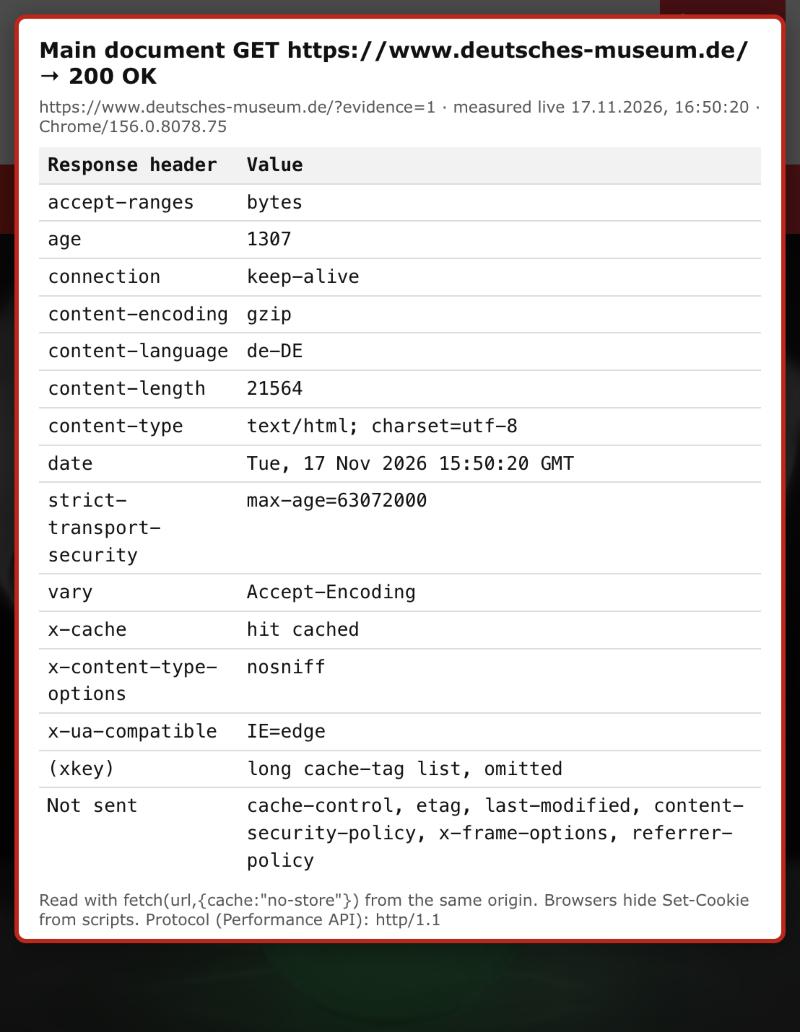 Main document GET https://www.deutsches-museum.de/
→ 200 OK
https://www.deutsches-museum.de/?evidence=1 · measured live 17.11.2026, 16:50:20 ·
Chrome/156.0.8078.75
Response header Value
accept-ranges bytes
age 1307
connection keep-alive
content-encoding gzip
content-language de-DE
content-length 21564
content-type text/html; charset=utf-8
date Tue, 17 Nov 2026 15:50:20 GMT
strict- max-age=63072000
transport-
security
vary Accept-Encoding
x-cache hit cached
x-content-type- nosniff
options
x-ua-compatible IE=edge
(xkey) long cache-tag list, omitted
Not sent cache-control, etag, last-modified, content-
security-policy, x-frame-options, referrer-
policy
Read with fetch(url,{cache:"no-store"}) from the same origin. Browsers hide Set-Cookie
from scripts. Protocol (Performance API): http/1.1